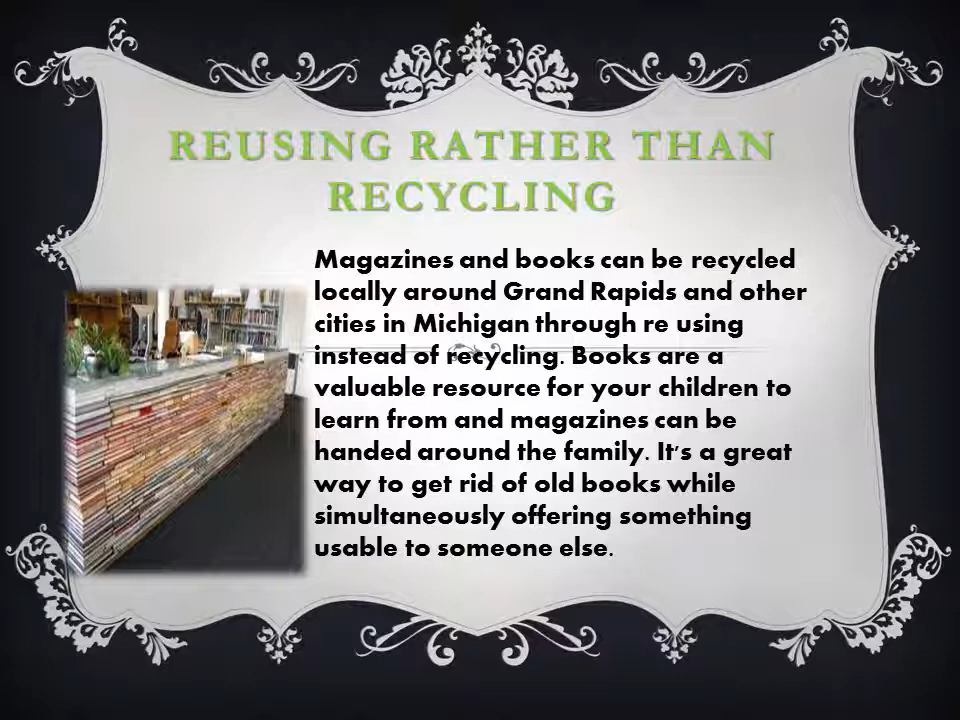 REUSING RATHER THAN
RECYCLING
Magazines and books can be recycled
locally around Grand Rapids and other
cities in Michigan through re using
instead of recycling. Books are a
valuable resource for your children to
learn from and magazines can be
handed around the family. It's a great
way to get rid of old books while
simultaneously offering something
usable to someone else.